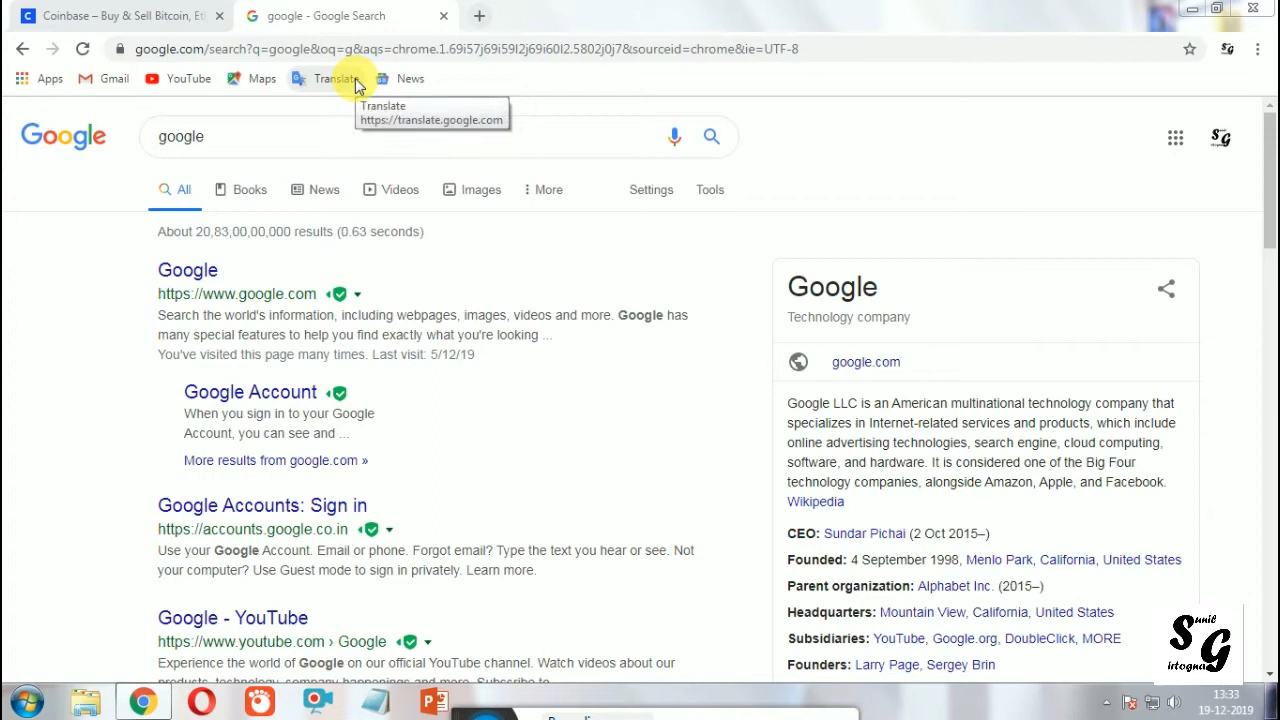 Coinbase – Buy & Sell Bitcoin, Et
google - Google Search
google.com/search?q=google&oq=g&aqs=chrome.1.69i57j69i59l2j69i60l2.5802j0j7&sourceid=chrome&ie=UTF-8
Apps
Gmail
YouTube
Maps
Translate
News
Translate
https://translate.google.com
Google
google
All
Books
News
Videos
Images
More
Settings
Tools
About 20,83,00,00,000 results (0.63 seconds)
Google
https://www.google.com
Search the world's information, including webpages, images, videos and more. Google has
many special features to help you find exactly what you're looking ...
You've visited this page many times. Last visit: 5/12/19
Google Account
When you sign in to your Google
Account, you can see and ...
More results from google.com »
Google Accounts: Sign in
https://accounts.google.co.in
Use your Google Account. Email or phone. Forgot email? Type the text you hear or see. Not
your computer? Use Guest mode to sign in privately. Learn more.
Google - YouTube
https://www.youtube.com › Google
Experience the world of Google on our official YouTube channel. Watch videos about our
products, technology, company happenings and more. Subscribe to
Google
Technology company
google.com
Google LLC is an American multinational technology company that
specializes in Internet-related services and products, which include
online advertising technologies, search engine, cloud computing,
software, and hardware. It is considered one of the Big Four
technology companies, alongside Amazon, Apple, and Facebook.
Wikipedia
CEO: Sundar Pichai (2 Oct 2015–)
Founded: 4 September 1998, Menlo Park, California, United States
Parent organization: Alphabet Inc. (2015–)
Headquarters: Mountain View, California, United States
Subsidiaries: YouTube, Google.org, DoubleClick, MORE
Founders: Larry Page, Sergey Brin
Sunil
Girtognan
13:33
19-12-2019